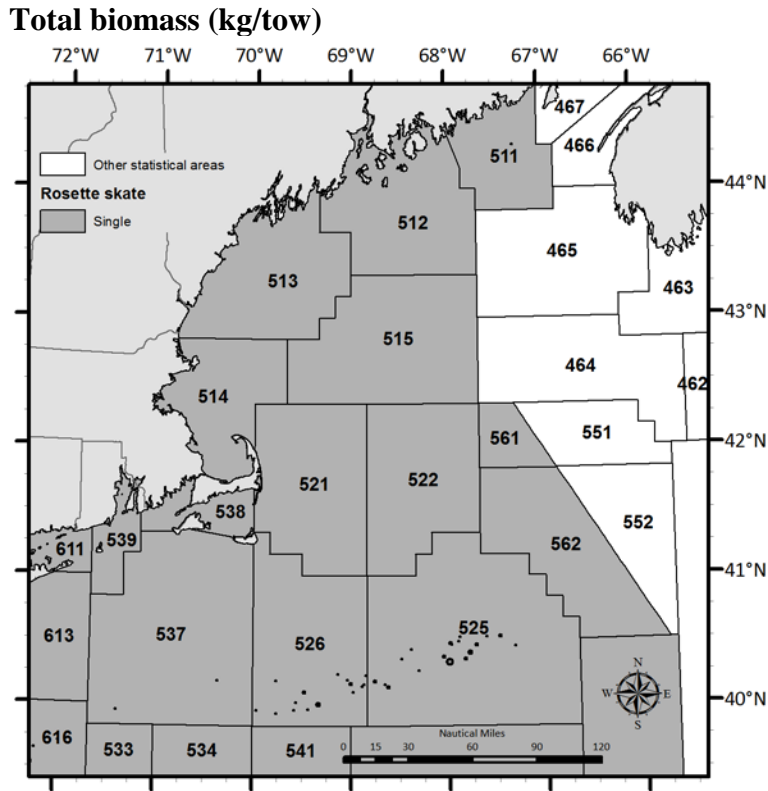 Total biomass (kg/tow)
72°W 71°W 70°W 69°W 68°W 67°W 66°W
467
466
511
Other statistical areas
Rosette skate
Single
44°N
512
465
513
463
43°N
515
464
462
514
551
42°N
561
521
522
538
552
539
611
562
41°N
613
537
526
525
N
W E
S
40°N
616
533
534
541
Nautical Miles
0 15 30 60 90 120